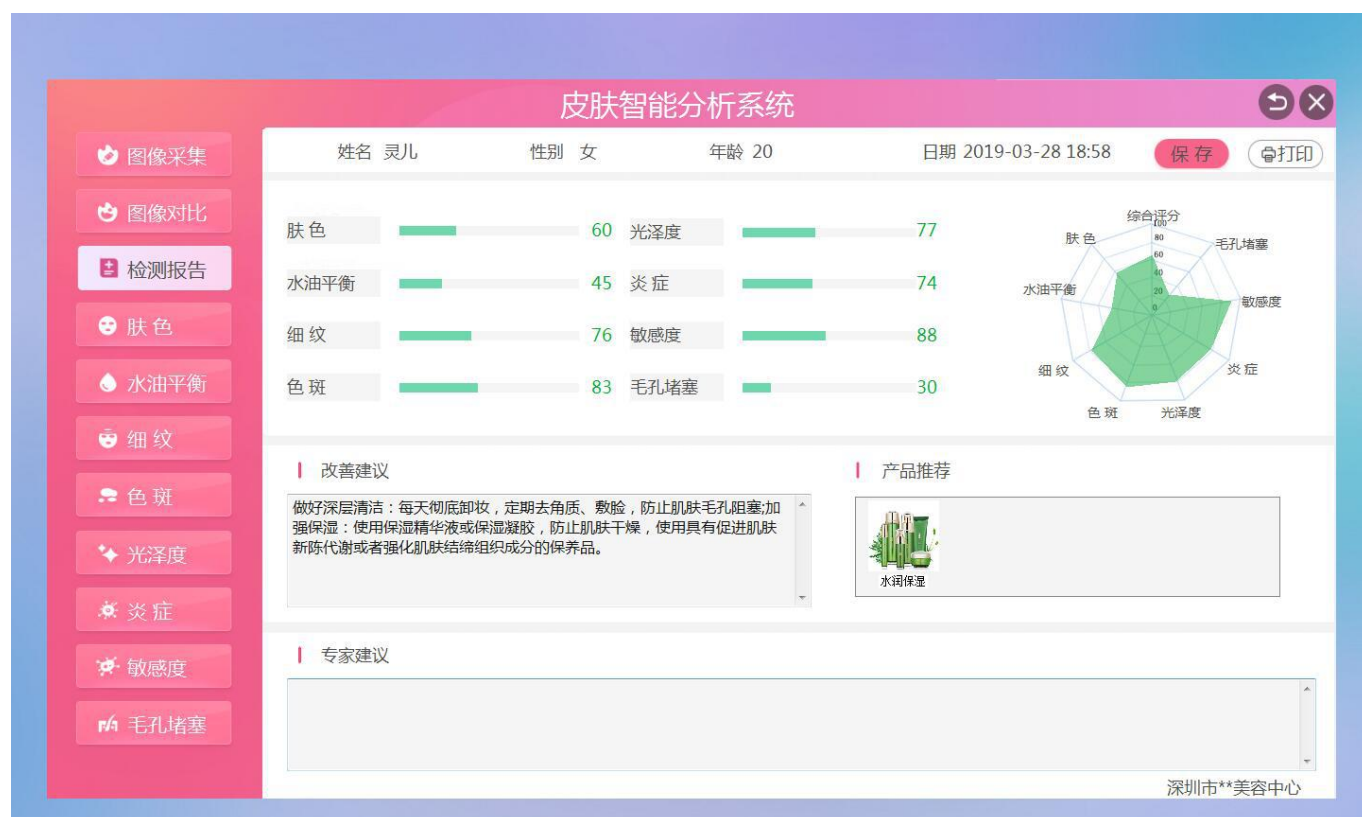 皮肤智能分析系统
图像采集
图像对比
检测报告
肤色
水油平衡
细纹
色斑
光泽度
炎症
敏感度
毛孔堵塞
姓名 灵儿 性别 女 年龄 20 日期 2019-03-28 18:58 保存 打印
肤色 60 光泽度 77
水油平衡 45 炎症 74
细纹 76 敏感度 88
色斑 83 毛孔堵塞 30
综合评分
100
80
60
40
20
0
毛孔堵塞
敏感度
炎症
光泽度
色斑
细纹
水油平衡
肤色
改善建议
做好深层清洁：每天彻底卸妆，定期去角质、敷脸，防止肌肤毛孔阻塞;加
强保湿：使用保湿精华液或保湿凝胶，防止肌肤干燥，使用具有促进肌肤
新陈代谢或者强化肌肤结缔组织成分的保养品。
产品推荐
水润保湿
专家建议
深圳市**美容中心